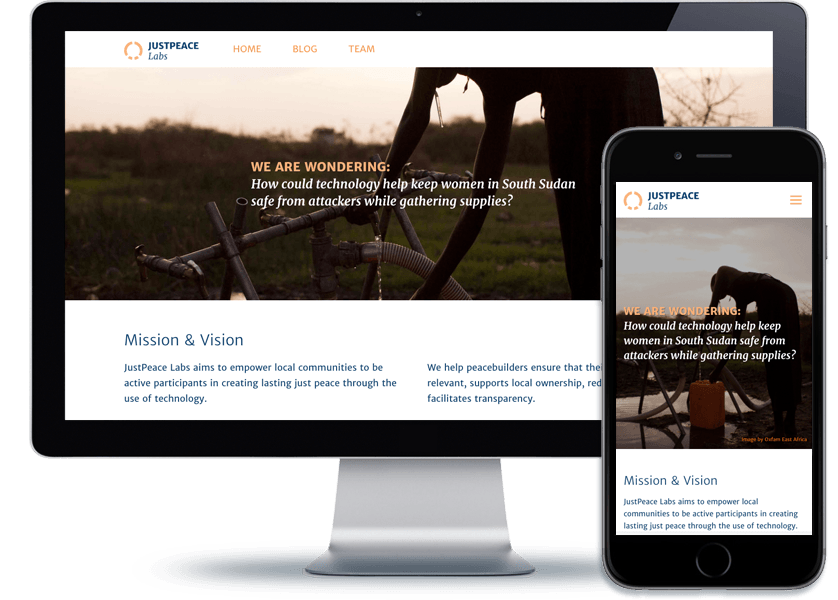 JUSTPEACE
Labs
HOME BLOG TEAM
WE ARE WONDERING:
How could technology help keep women in South Sudan
safe from attackers while gathering supplies?
Mission & Vision
JustPeace Labs aims to empower local communities to be
active participants in creating lasting just peace through the
use of technology.
We help peacebuilders ensure that the
relevant, supports local ownership, red
facilitates transparency.
JUSTPEACE
Labs
WE ARE WONDERING:
How could technology help keep
women in South Sudan safe from
attackers while gathering supplies?
Image by Oxfam East Africa
Mission & Vision
JustPeace Labs aims to empower local
communities to be active participants in creating
lasting just peace through the use of technology.